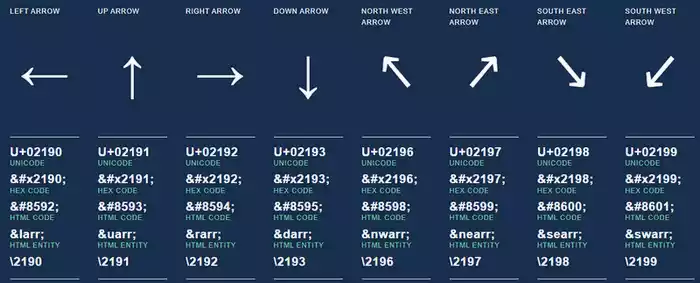 LEFT ARROW UP ARROW RIGHT ARROW DOWN ARROW NORTH WEST ARROW NORTH EAST ARROW SOUTH EAST ARROW SOUTH WEST ARROW
← ↑ → ↓ ↖ ↗ ↘ ↙
U+02190 U+02191 U+02192 U+02193 U+02196 U+02197 U+02198 U+02199
UNICODE UNICODE UNICODE UNICODE UNICODE UNICODE UNICODE UNICODE
&#x2190; &#x2191; &#x2192; &#x2193; &#x2196; &#x2197; &#x2198; &#x2199;
HEX CODE HEX CODE HEX CODE HEX CODE HEX CODE HEX CODE HEX CODE HEX CODE
&#8592; &#8593; &#8594; &#8595; &#8598; &#8599; &#8600; &#8601;
HTML CODE HTML CODE HTML CODE HTML CODE HTML CODE HTML CODE HTML CODE HTML CODE
&larr; &uarr; &rarr; &darr; &nwarr; &nearr; &searr; &swarr;
HTML ENTITY HTML ENTITY HTML ENTITY HTML ENTITY HTML ENTITY HTML ENTITY HTML ENTITY HTML ENTITY
\2190 \2191 \2192 \2193 \2196 \2197 \2198 \2199